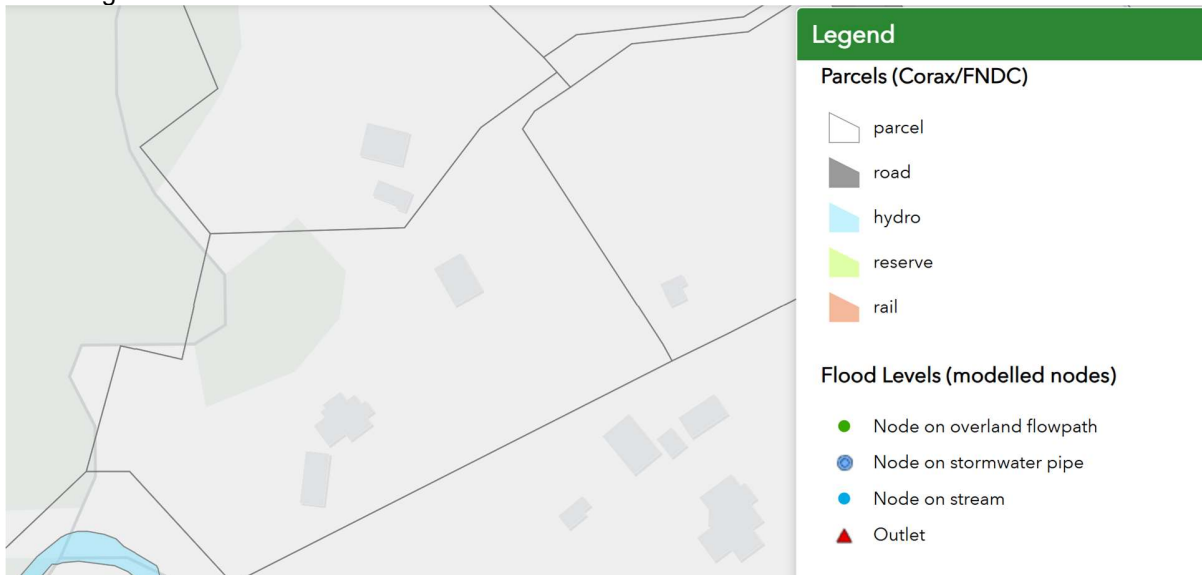 Legend
Parcels (Corax/FNDC)
parcel
road
hydro
reserve
rail
Flood Levels (modelled nodes)
Node on overland flowpath
Node on stormwater pipe
Node on stream
Outlet